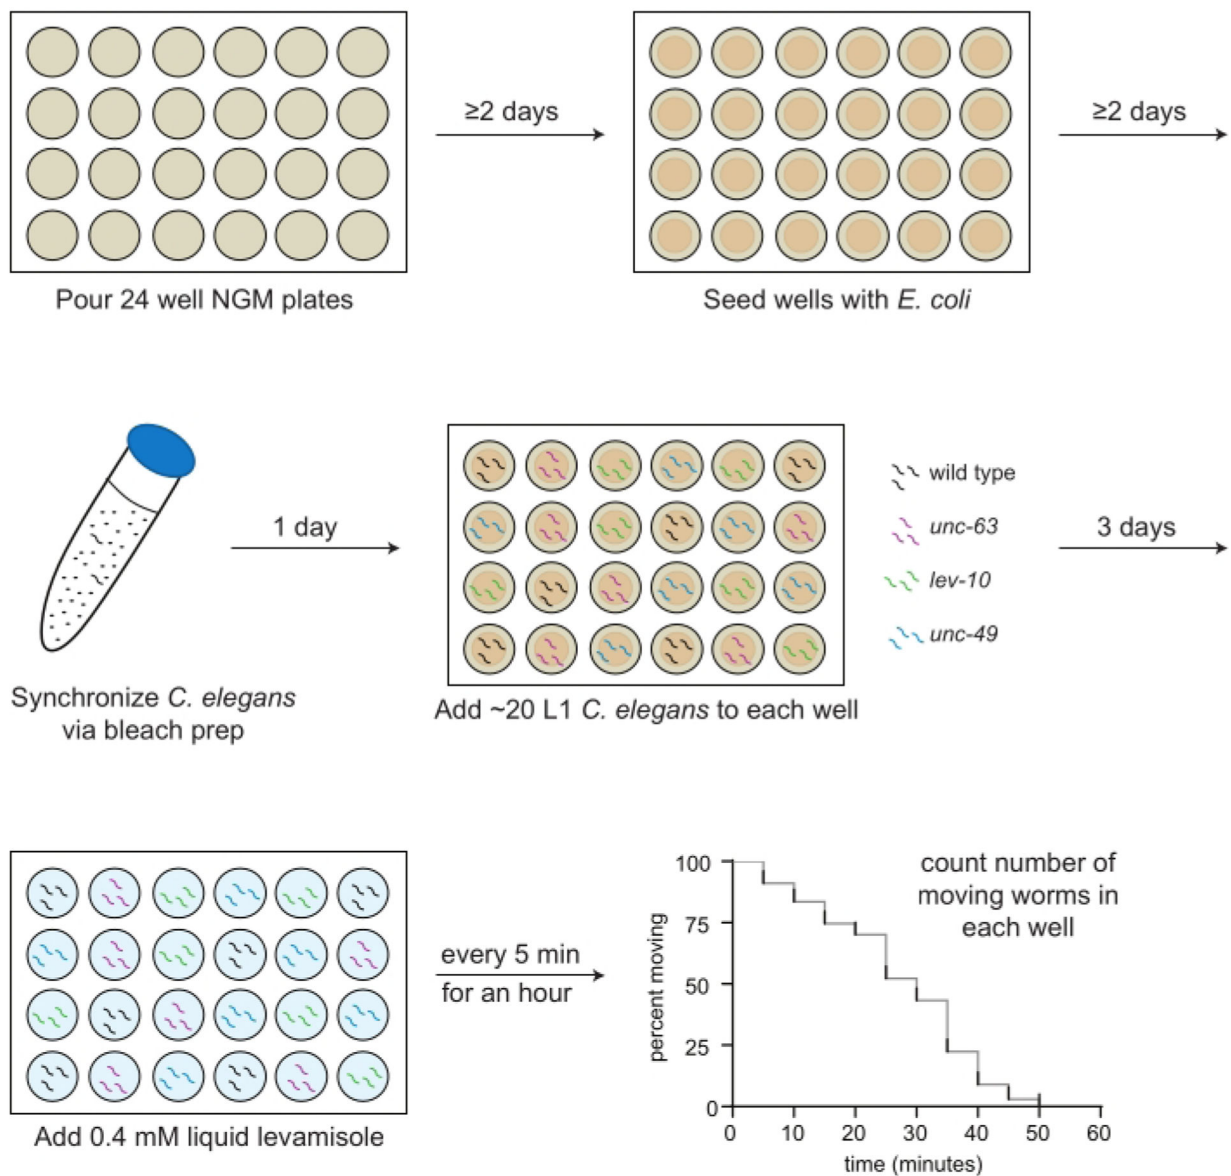 ≥2 days
≥2 days
Pour 24 well NGM plates
Seed wells with E. coli
1 day
wild type
unc-63
lev-10
unc-49
3 days
Synchronize C. elegans
via bleach prep
Add ~20 L1 C. elegans to each well
every 5 min
for an hour
count number of
moving worms in
each well
percent moving
100
75
50
25
0
0 10 20 30 40 50 60
time (minutes)
Add 0.4 mM liquid levamisole